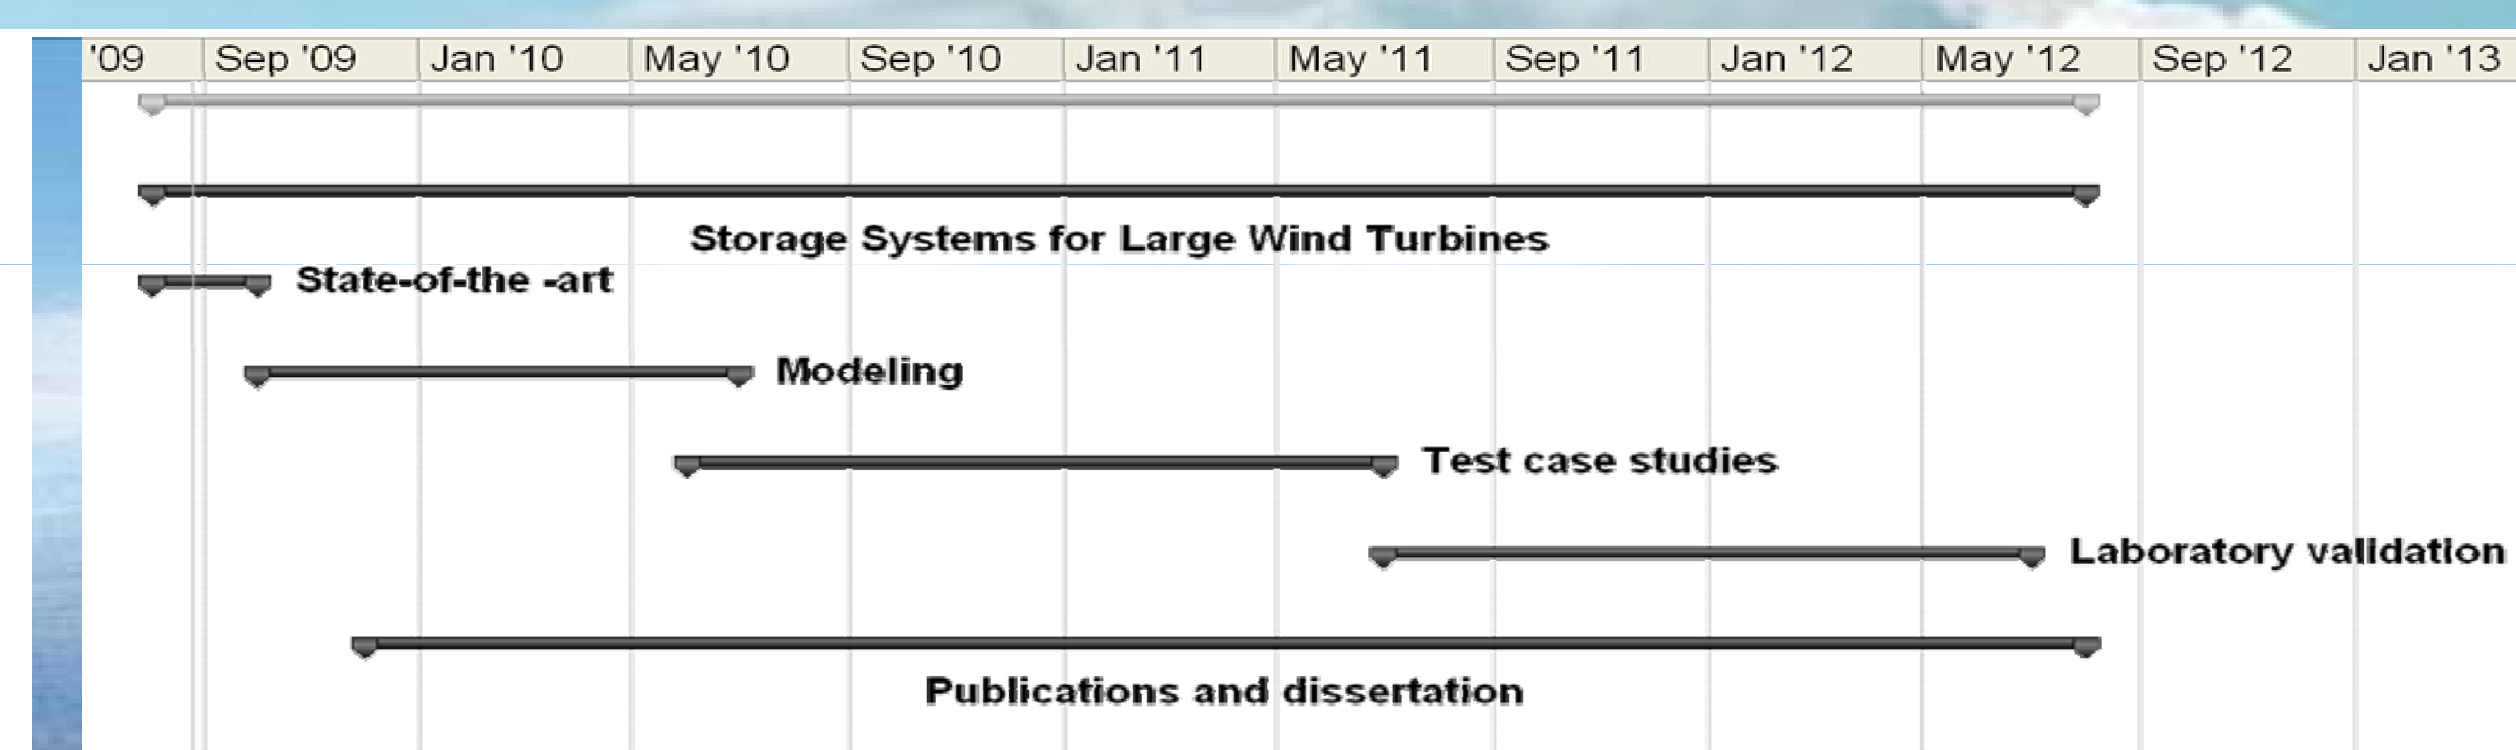 '09 Sep '09 Jan '10 May '10 Sep '10 Jan '11 May '11 Sep '11 Jan '12 May '12 Sep '12 Jan '13
Storage Systems for Large Wind Turbines
State-of-the -art
Modeling
Test case studies
Laboratory validation
Publications and dissertation